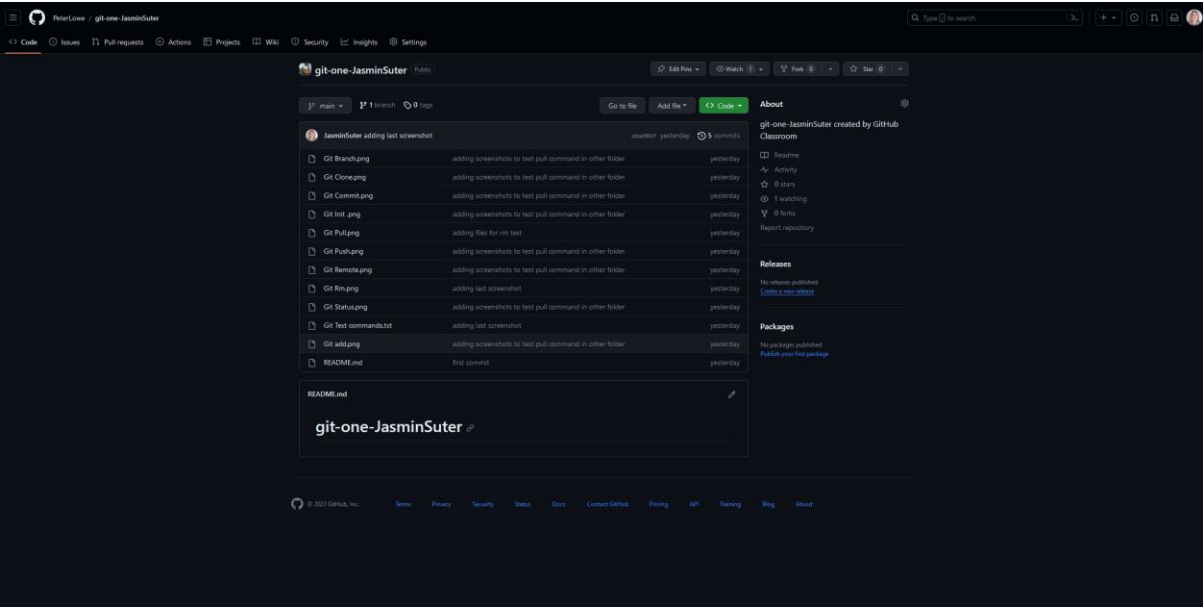 PeterLowe / git-one-JasminSuter
Type / to search
Code Issues Pull requests Actions Projects Wiki Security Insights Settings
git-one-JasminSuter Public
Edit Pins Watch 1 Fork 0 Star 0
main 1 branch 0 tags Go to file Add file Code
JasminSuter adding last screenshot yesterday 5 commits
Git Branch.png adding screenshots to test pull command in other folder yesterday
Git Clone.png adding screenshots to test pull command in other folder yesterday
Git Commit.png adding screenshots to test pull command in other folder yesterday
Git Init .png adding screenshots to test pull command in other folder yesterday
Git Pull.png adding files for rm test yesterday
Git Push.png adding screenshots to test pull command in other folder yesterday
Git Remote.png adding screenshots to test pull command in other folder yesterday
Git Rm.png adding last screenshot yesterday
Git Status.png adding screenshots to test pull command in other folder yesterday
Git Text commands.txt adding last screenshot yesterday
Git add.png adding screenshots to test pull command in other folder yesterday
README.md first commit yesterday
README.md
git-one-JasminSuter
About
git-one-JasminSuter created by GitHub
Classroom
Readme
Activity
0 stars
1 watching
0 forks
Report repository
Releases
No releases published
Create a new release
Packages
No packages published
Publish your first package
© 2023 GitHub, Inc. Terms Privacy Security Status Docs Contact GitHub Pricing API Training Blog About